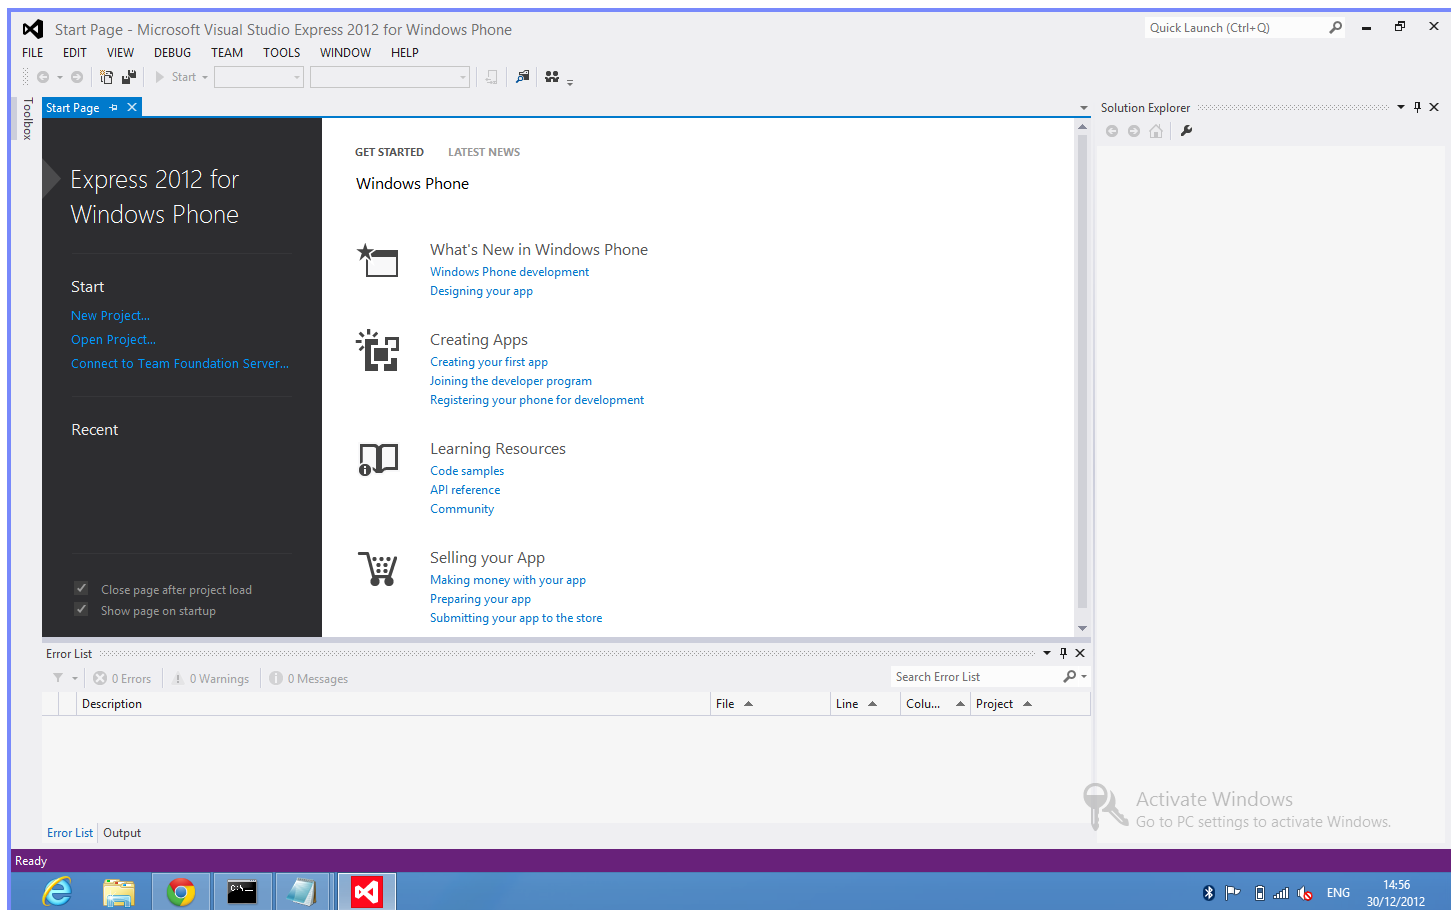 Start Page - Microsoft Visual Studio Express 2012 for Windows Phone
Quick Launch (Ctrl+Q)
FILE EDIT VIEW DEBUG TEAM TOOLS WINDOW HELP
Start
Toolbox
Start Page
Solution Explorer
Express 2012 for
Windows Phone
Start
New Project...
Open Project...
Connect to Team Foundation Server...
Recent
Close page after project load
Show page on startup
GET STARTED LATEST NEWS
Windows Phone
What's New in Windows Phone
Windows Phone development
Designing your app
Creating Apps
Creating your first app
Joining the developer program
Registering your phone for development
Learning Resources
Code samples
API reference
Community
Selling your App
Making money with your app
Preparing your app
Submitting your app to the store
Error List
0 Errors 0 Warnings 0 Messages
Search Error List
Description File Line Colu... Project
Activate Windows
Go to PC settings to activate Windows.
Error List Output
Ready
C:\_
ENG
14:56
30/12/2012